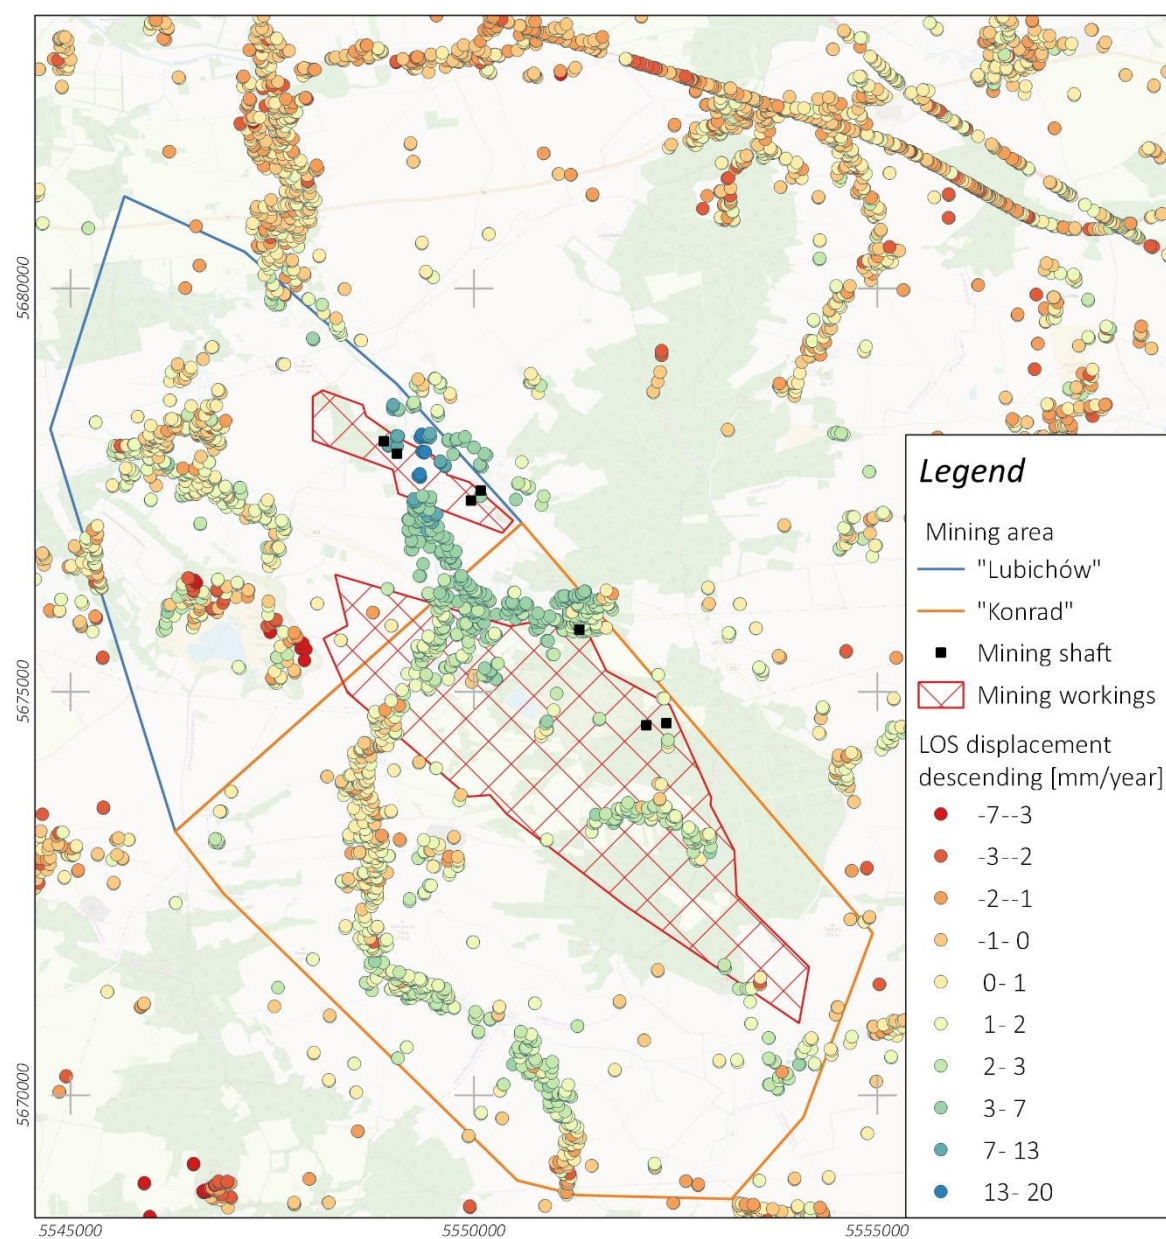 5680000
5675000
5670000
5545000
5550000
5555000
Legend
Mining area
"Lubichów"
"Konrad"
Mining shaft
Mining workings
LOS displacement
descending [mm/year]
-7--3
-3--2
-2--1
-1- 0
0- 1
1- 2
2- 3
3- 7
7- 13
13- 20